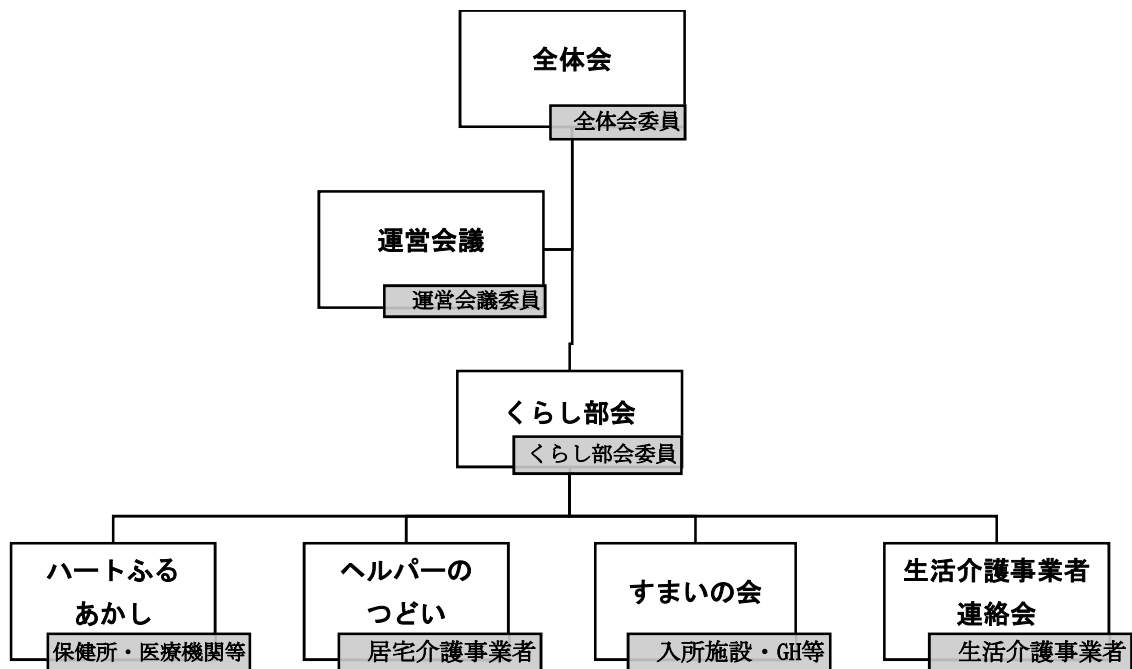 全体会
全体会委員
運営会議
運営会議委員
くらし部会
くらし部会委員
ハートふる
あかし
保健所・医療機関等
ヘルパーの
つどい
居宅介護事業者
すまいの会
入所施設・GH等
生活介護事業者
連絡会
生活介護事業者